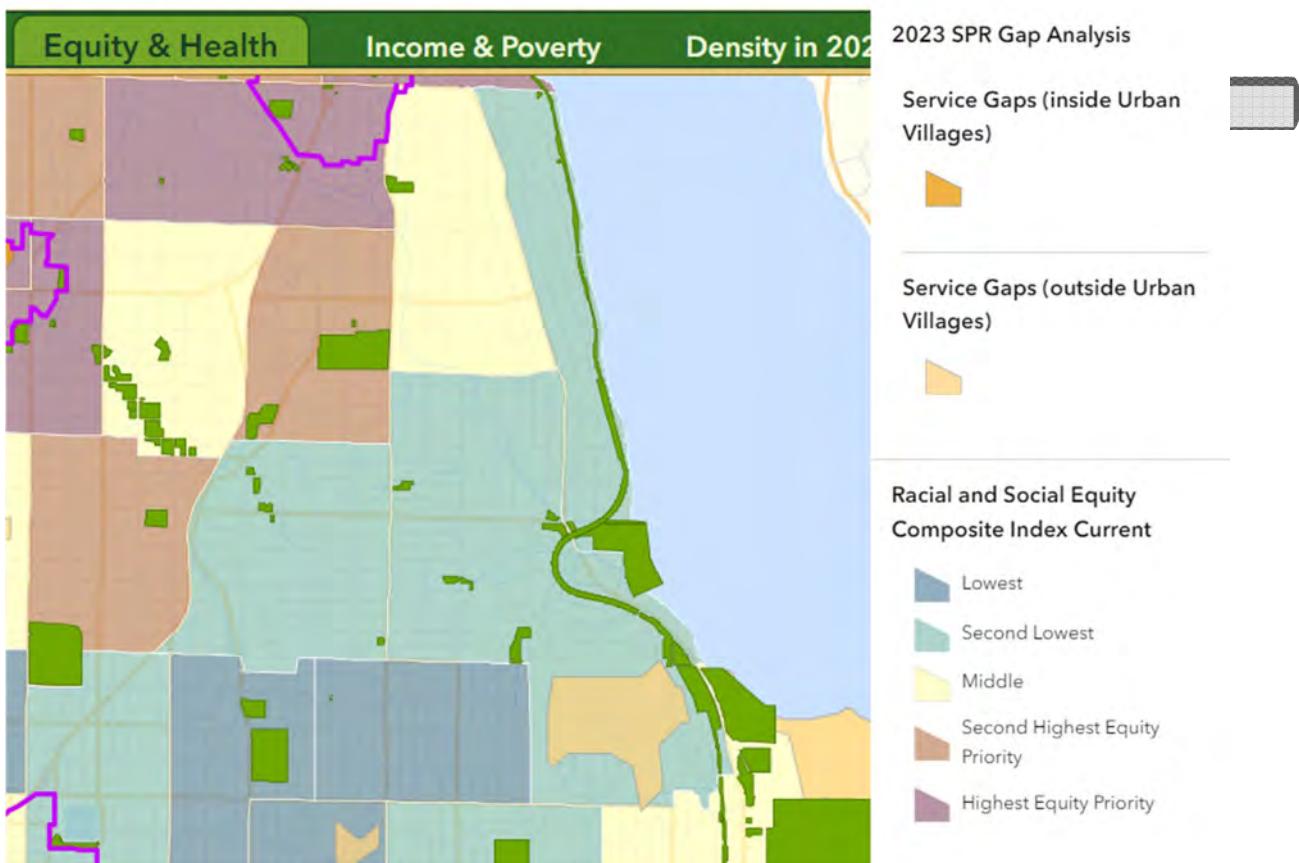 Equity & Health
Income & Poverty
Density in 202
2023 SPR Gap Analysis
Service Gaps (inside Urban
Villages)
Service Gaps (outside Urban
Villages)
Racial and Social Equity
Composite Index Current
Lowest
Second Lowest
Middle
Second Highest Equity
Priority
Highest Equity Priority